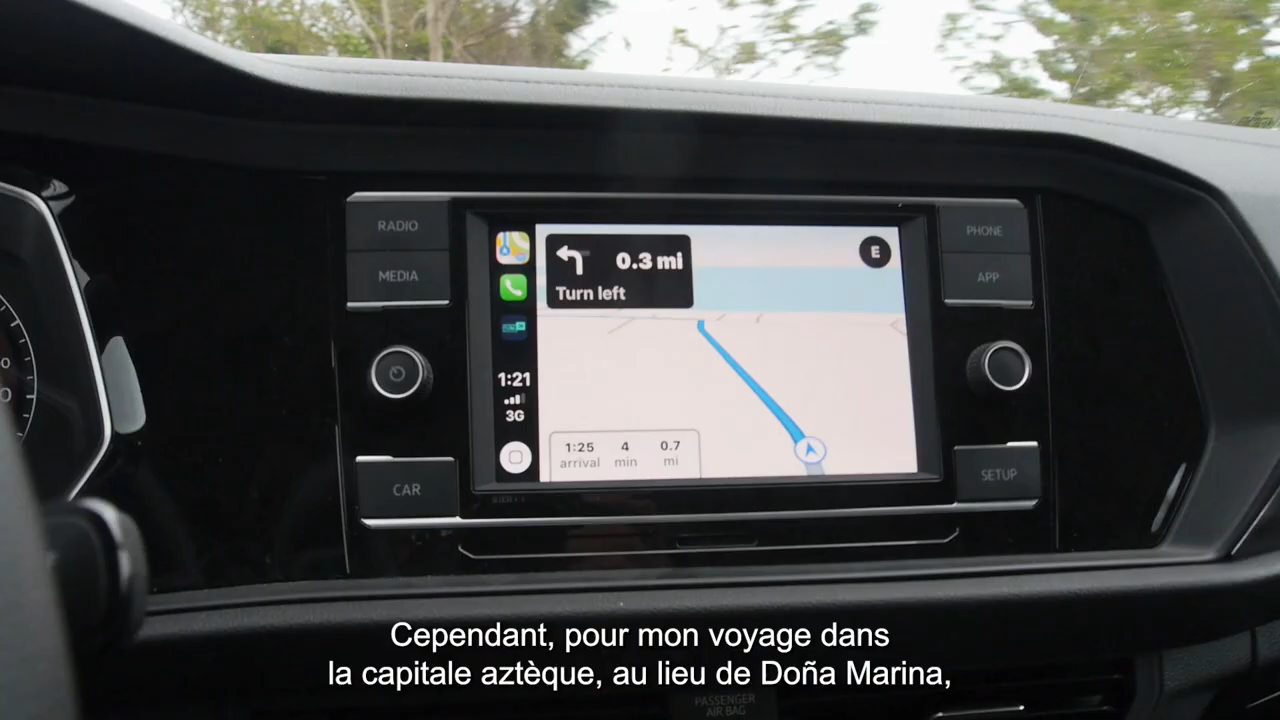 RADIO
MEDIA
PHONE
APP
0.3 mi
Turn left
E
1:21
3G
1:25 4 0.7
arrival min mi
CAR
SETUP
Cependant, pour mon voyage dans
la capitale aztèque, au lieu de Doña Marina,
PASSENGER
AIR BAG